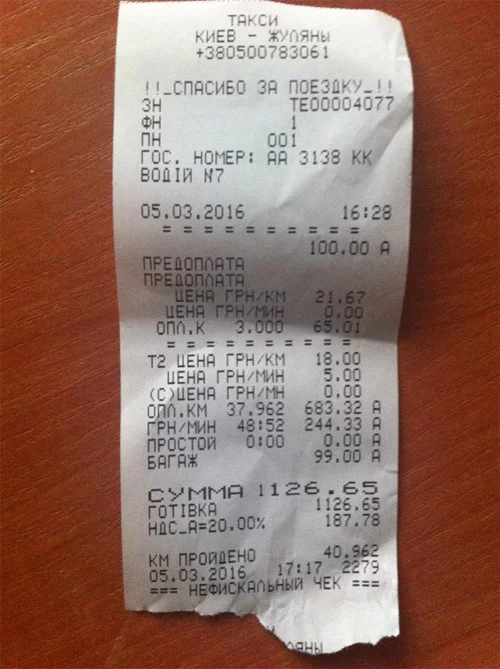 ТАКСИ
КИЕВ - ЖУЛЯНЫ
+380500783061
!!_СПАСИБО ЗА ПОЕЗДКУ_!!
ЗН ТЕ00004077
ФН 1
ПН 001
ГОС. НОМЕР: АА 3138 КК
ВОДІЙ N7
05.03.2016 16:28
= = = = = = = = = =
100.00 А
ПРЕДОПЛАТА
ПРЕДОПЛАТА
ЦЕНА ГРН/КМ 21.67
ЦЕНА ГРН/МИН 0.00
ОПЛ.К 3.000 65.01
= = = = = = = = = =
Т2 ЦЕНА ГРН/КМ 18.00
ЦЕНА ГРН/МИН 5.00
(С)ЦЕНА ГРН/МН 0.00
ОПЛ.КМ 37.962 683.32 А
ГРН/МИН 48:52 244.33 А
ПРОСТОЙ 0:00 0.00 А
БАГАЖ 99.00 А
СУММА 1126.65
ГОТІВКА 1126.65
НДС_А=20.00% 187.78
КМ ПРОЙДЕНО 40.962
05.03.2016 17:17 2279
=== НЕФИСКАЛЬНЫЙ ЧЕК ===